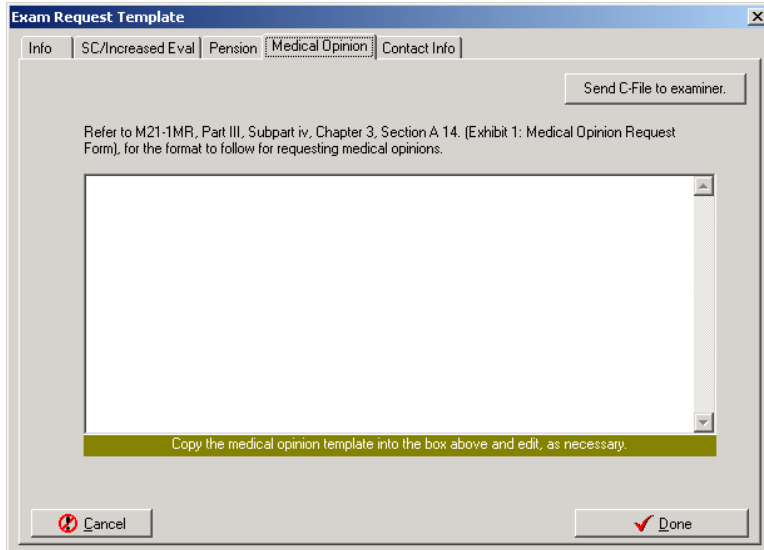 Exam Request Template
Info SC/Increased Eval Pension Medical Opinion Contact Info
Send C-File to examiner.
Refer to M21-1MR, Part III, Subpart iv, Chapter 3, Section A 14. (Exhibit 1: Medical Opinion Request
Form), for the format to follow for requesting medical opinions.
Copy the medical opinion template into the box above and edit, as necessary.
Cancel Done